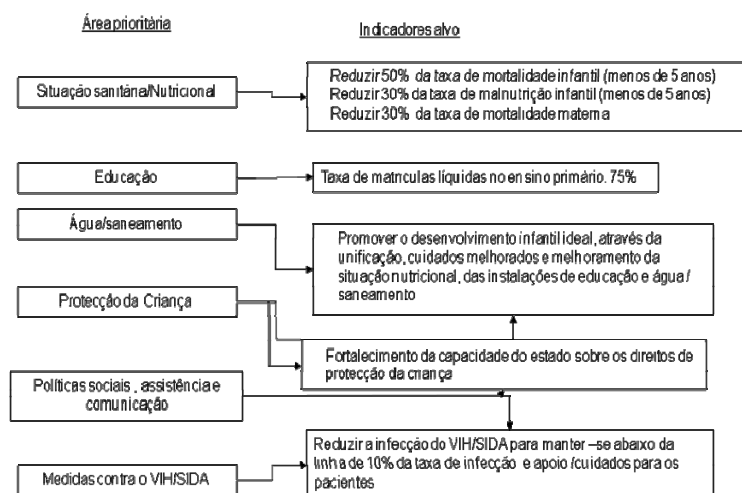 Área prioritária
Indicadores alvo
Situação sanitária/Nutricional
Reduzir 50% da taxa de mortalidade infantil (menos de 5 anos)
Reduzir 30% da taxa de malnutrição infantil (menos de 5 anos)
Reduzir 30% da taxa de mortalidade materna
Educação
Taxa de matrículas líquidas no ensino primário. 75%
Água/saneamento
Promover o desenvolvimento infantil ideal, através da
unificação, cuidados melhorados e melhoramento da
situação nutricional, das instalações de educação e água /
saneamento
Protecção da Criança
Fortalecimento da capacidade do estado sobre os direitos de
protecção da criança
Políticas sociais , assistência e
comunicação
Medidas contra o VIH/SIDA
Reduzir a infecção do VIH/SIDA para manter –se abaixo da
linha de 10% da taxa de infecção e apoio /cuidados para os
pacientes